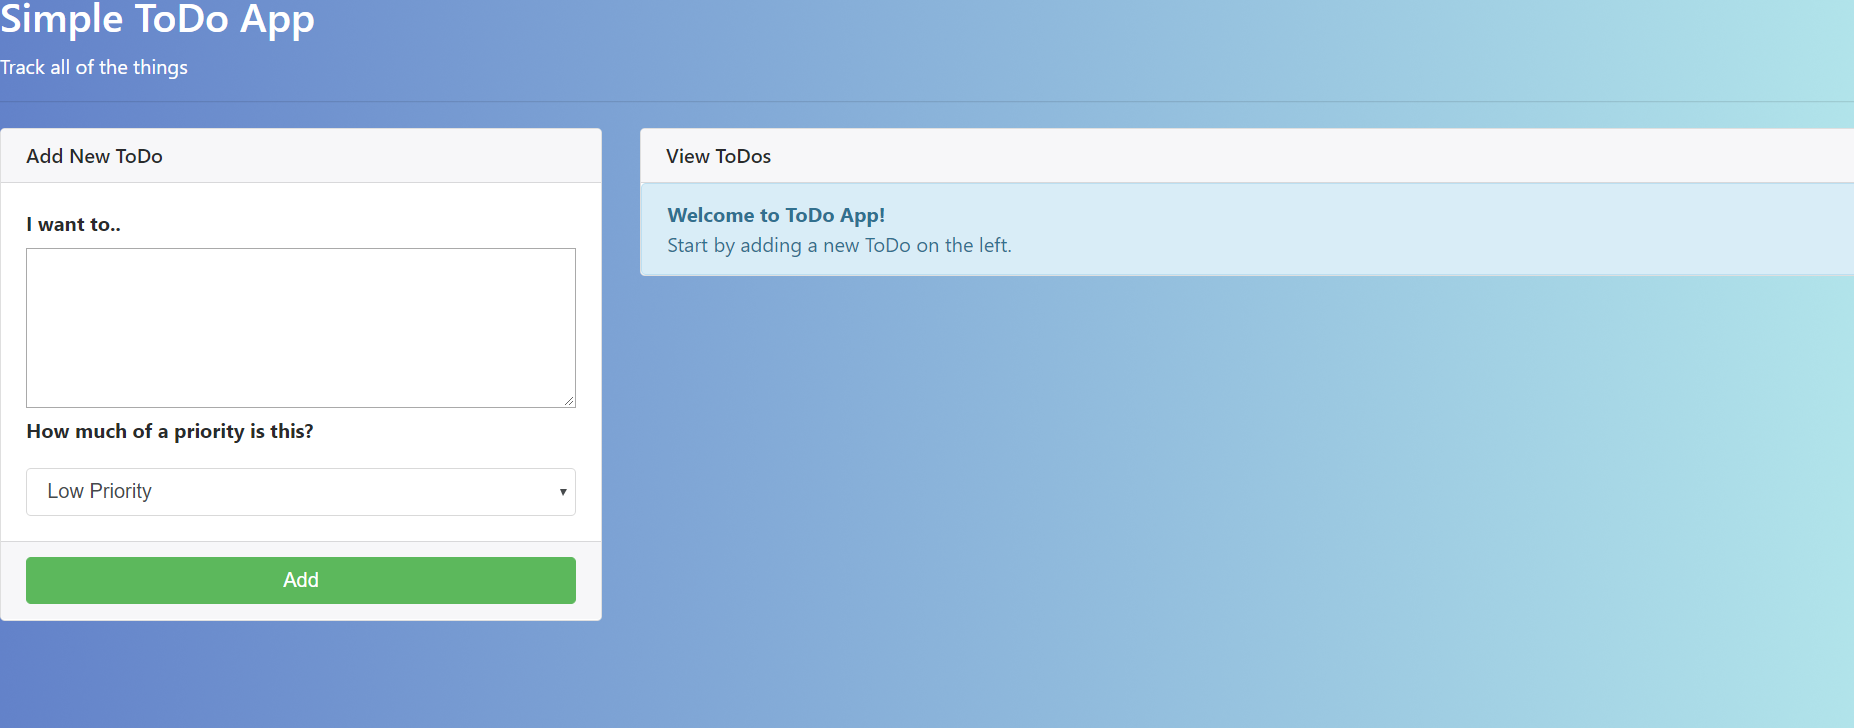 Simple ToDo App
Track all of the things
Add New ToDo
I want to..
How much of a priority is this?
Low Priority
Add
View ToDos
Welcome to ToDo App!
Start by adding a new ToDo on the left.